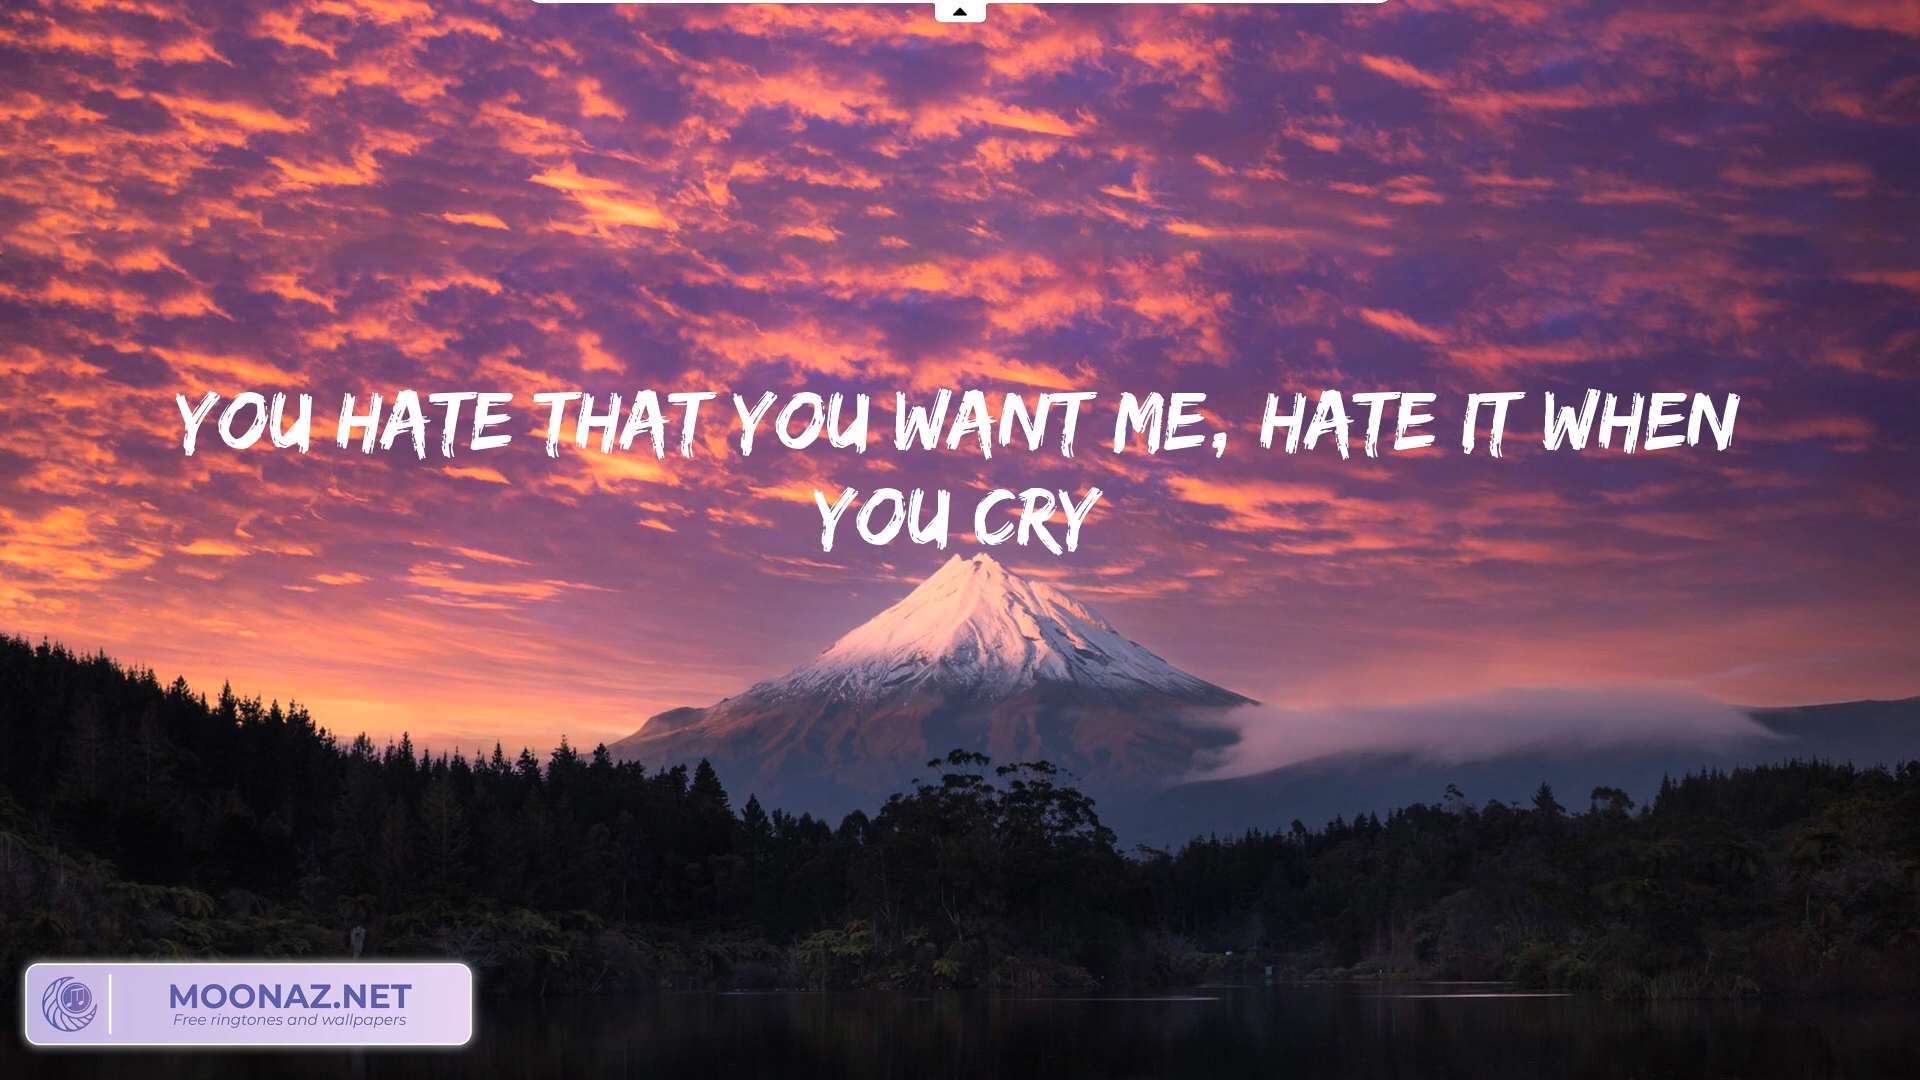 YOU HATE THAT YOU WANT ME, HATE IT WHEN
YOU CRY
MOONAZ.NET
Free ringtones and wallpapers